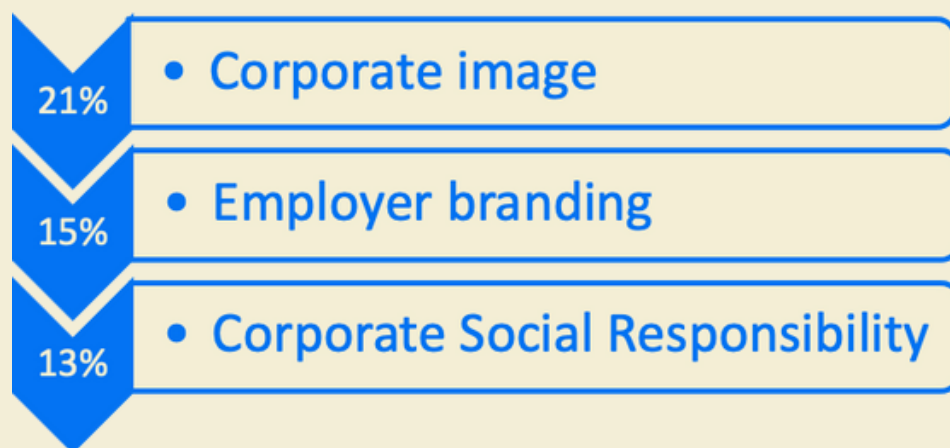 21%
• Corporate image
15%
• Employer branding
13%
• Corporate Social Responsibility